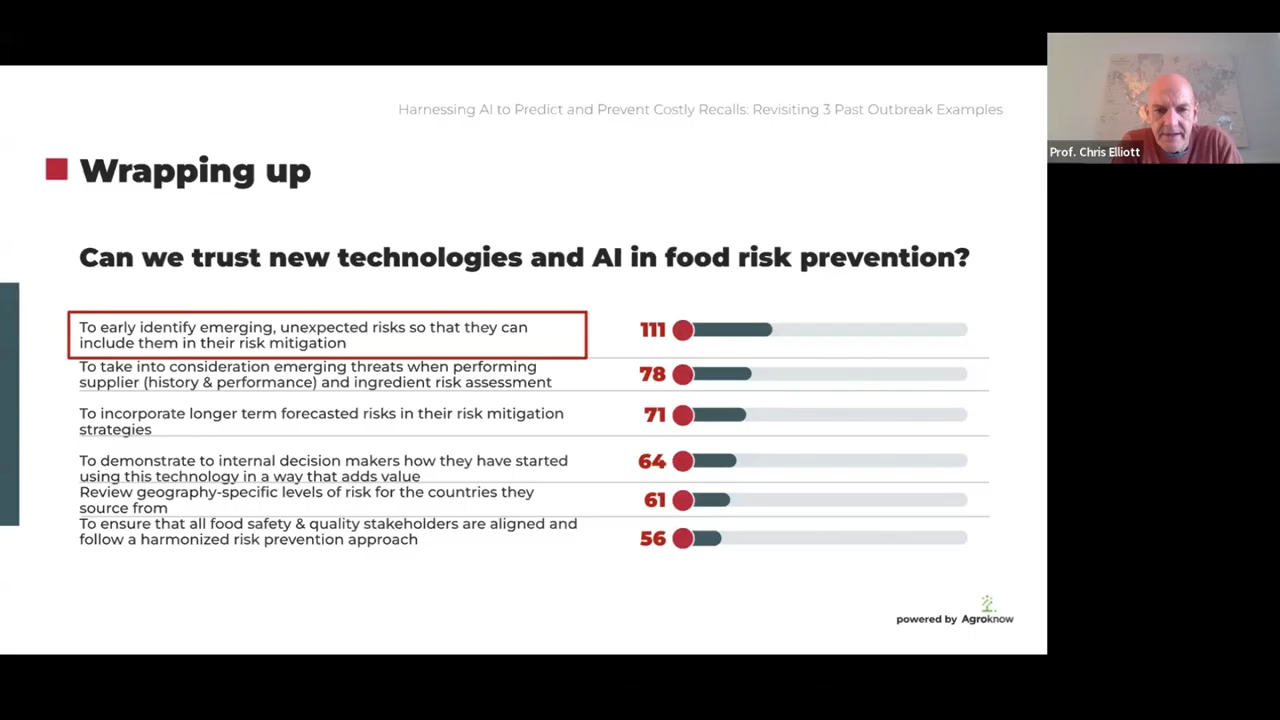 Harnessing AI to Predict and Prevent Costly Recalls: Revisiting 3 Past Outbreak Examples
Prof. Chris Elliott
Wrapping up
Can we trust new technologies and AI in food risk prevention?
To early identify emerging, unexpected risks so that they can
include them in their risk mitigation
111
To take into consideration emerging threats when performing
supplier (history & performance) and ingredient risk assessment
78
To incorporate longer term forecasted risks in their risk mitigation
strategies
71
To demonstrate to internal decision makers how they have started
using this technology in a way that adds value
64
Review geography-specific levels of risk for the countries they
source from
61
To ensure that all food safety & quality stakeholders are aligned and
follow a harmonized risk prevention approach
56
powered by Agroknow